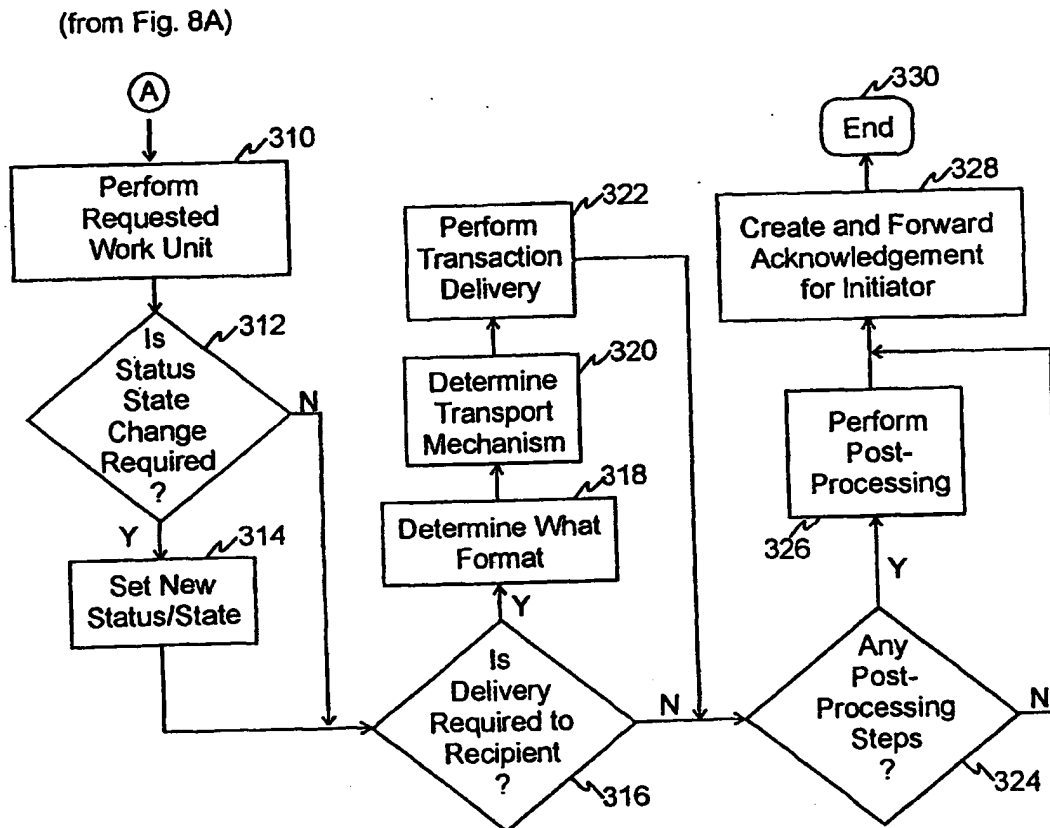 (from Fig. 8A)
A
310
Perform
Requested
Work Unit
312
Is
Status
State
Change
Required
?
N
Y
314
Set New
Status/State
322
Perform
Transaction
Delivery
320
Determine
Transport
Mechanism
318
Determine What
Format
Y
Is
Delivery
Required to
Recipient
?
N
316
330
End
328
Create and Forward
Acknowledgement
for Initiator
Perform
Post-
Processing
326
Y
Any
Post-
Processing
Steps
?
N
324